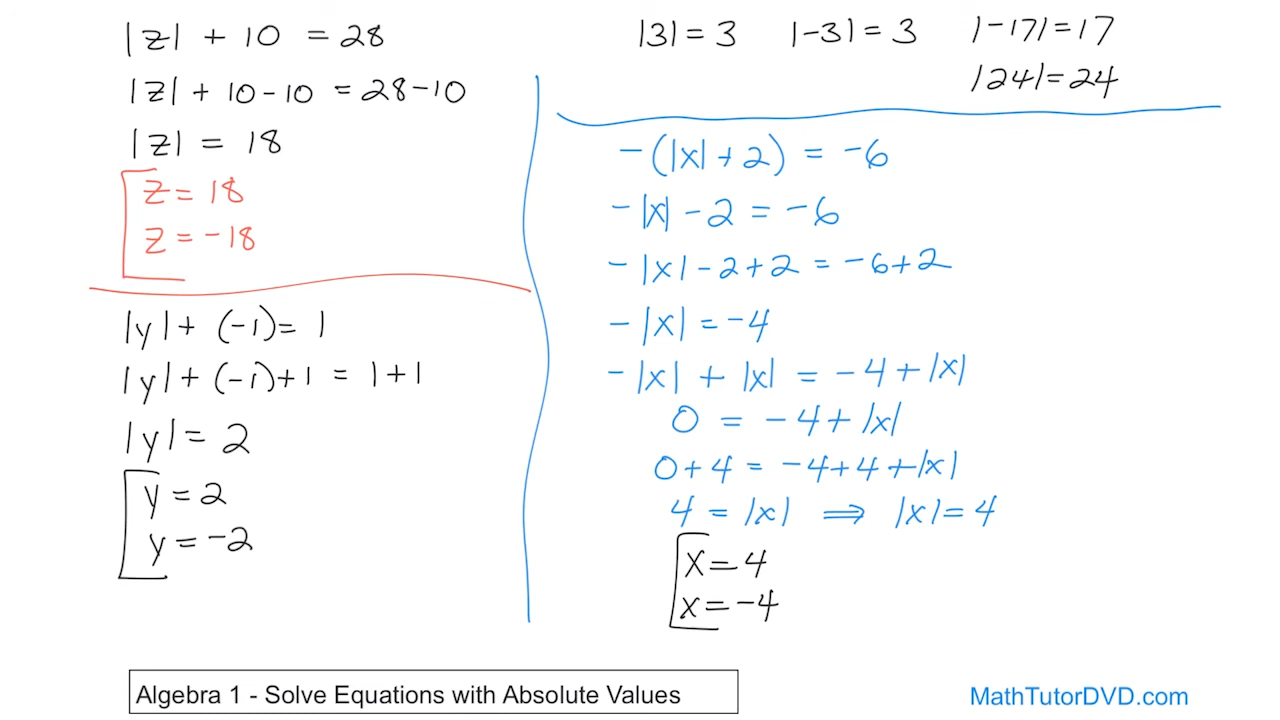 |z| + 10 = 28
|z| + 10 - 10 = 28 - 10
|z| = 18
z = 18
z = -18
|y| + (-1) = 1
|y| + (-1) + 1 = 1 + 1
|y| = 2
y = 2
y = -2
|3| = 3 |-3| = 3 |-17| = 17
|24| = 24
-(|x| + 2) = -6
-|x| - 2 = -6
-|x| - 2 + 2 = -6 + 2
-|x| = -4
-|x| + |x| = -4 + |x|
0 = -4 + |x|
0 + 4 = -4 + 4 + |x|
4 = |x| ⟹ |x| = 4
x = 4
x = -4
Algebra 1 - Solve Equations with Absolute Values
MathTutorDVD.com